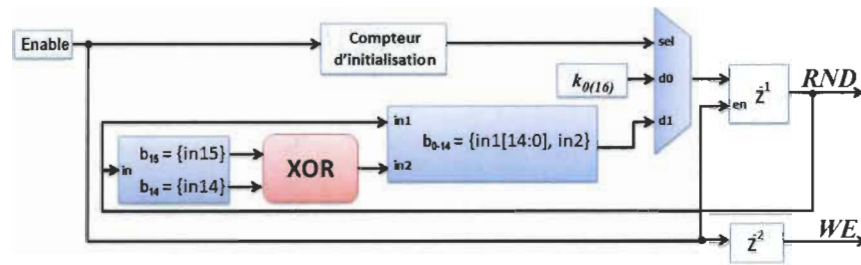 Enable
Compteur
d'initialisation
sel
k0(16)
d0
d1
z-1
en
RND
in1
in2
b0-14 = {in1[14:0], in2}
in
b15 = {in15}
b14 = {in14}
XOR
z-2
WE